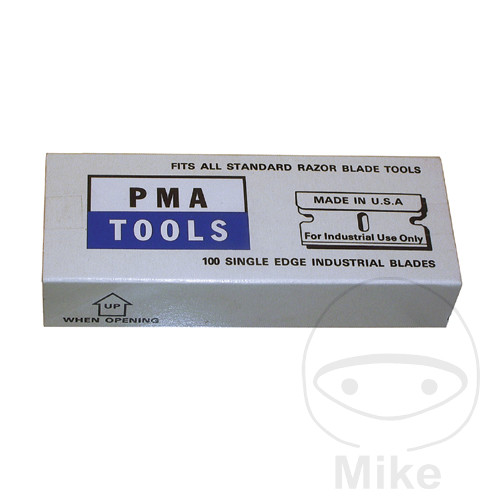 FITS ALL STANDARD RAZOR BLADE TOOLS
PMA
TOOLS
MADE IN U.S.A
For Industrial Use Only
100 SINGLE EDGE INDUSTRIAL BLADES
UP
WHEN OPENING
Mike